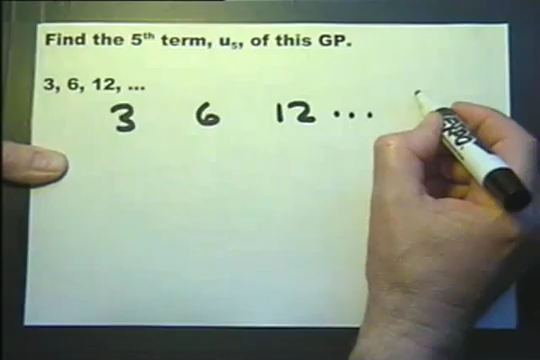 Find the 5th term, u5, of this GP.
3, 6, 12, ...
3 6 12 ...
EXPO